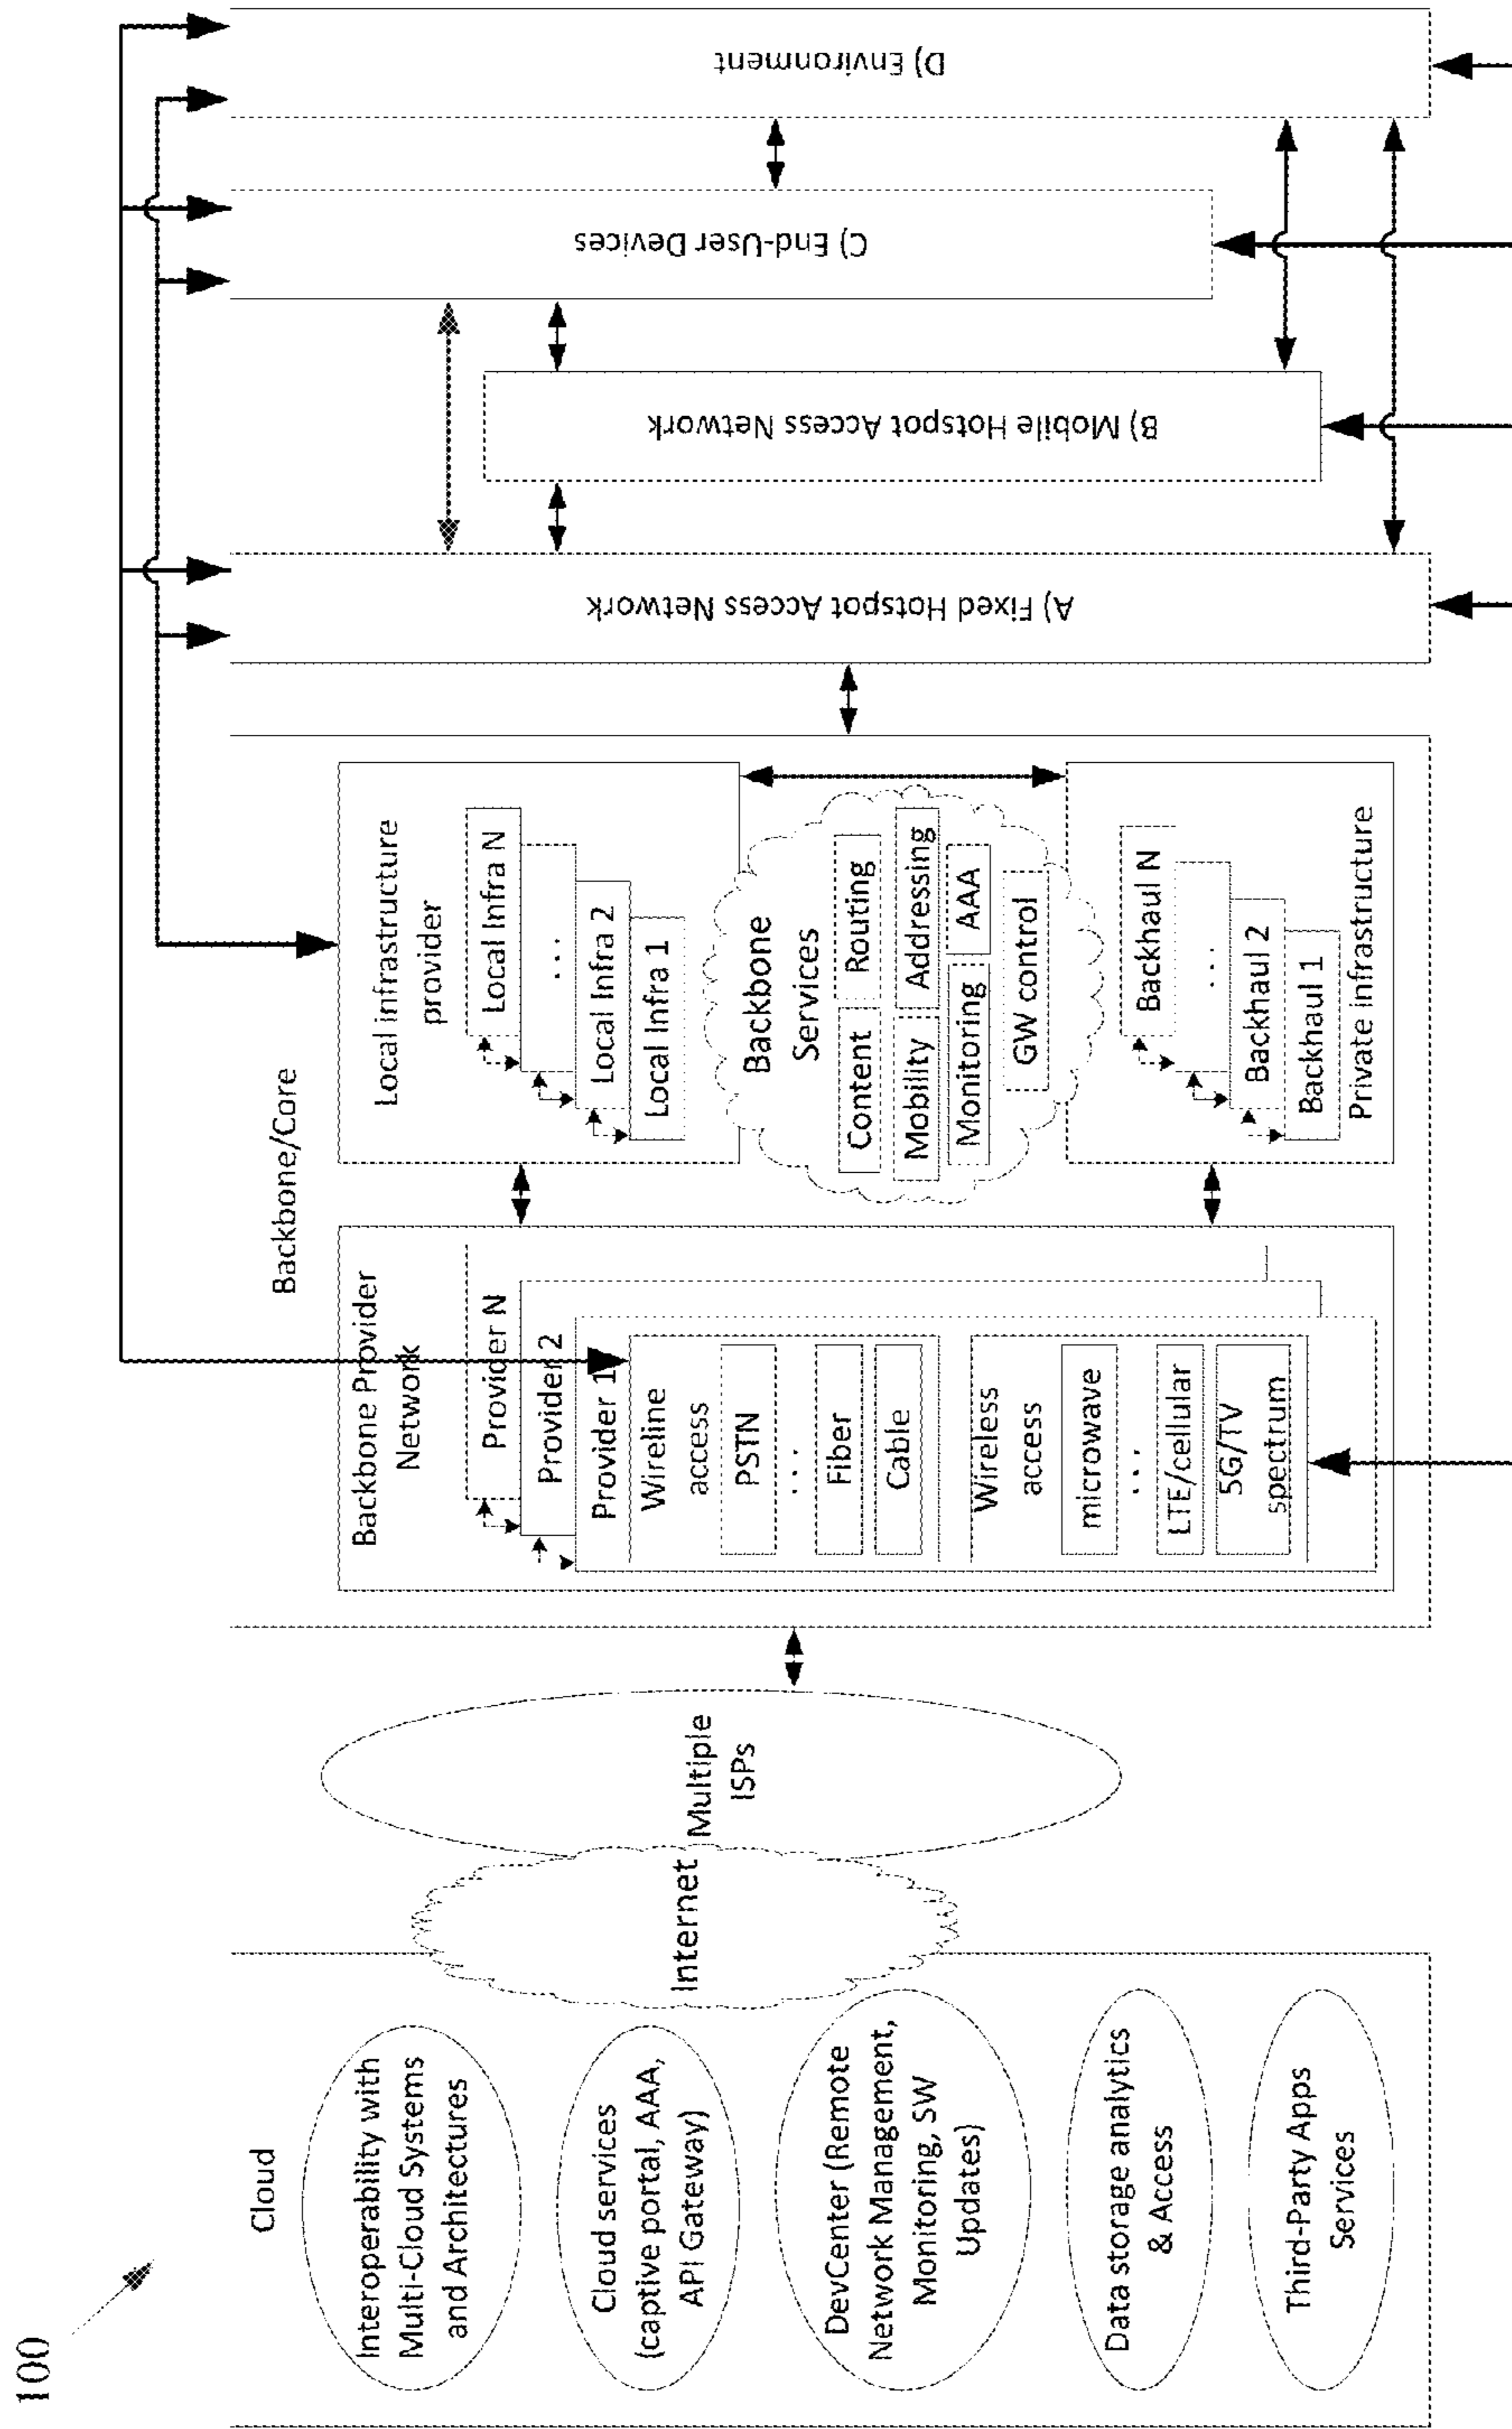 100
Cloud
Interoperability with
Multi-Cloud Systems
and Architectures
Cloud services
(captive portal, AAA,
API Gateway)
DevCenter (Remote
Network Management,
Monitoring, SW
Updates)
Data storage analytics
& Access
Third-Party Apps
Services
Internet
Multiple
ISPs
Backbone/Core
Backbone Provider
Network
Provider N
Provider 2
Provider 1
Wireline
access
PSTN
...
Fiber
Cable
Wireless
access
microwave
...
LTE/cellular
5G/TV
spectrum
Local infrastructure
provider
Local Infra N
...
Local Infra 2
Local Infra 1
Backbone
Services
Content
Routing
Mobility
Addressing
Monitoring
AAA
GW control
Backhaul N
...
Backhaul 2
Backhaul 1
Private infrastructure
A) Fixed Hotspot Access Network
B) Mobile Hotspot Access Network
C) End-User Devices
D) Environment